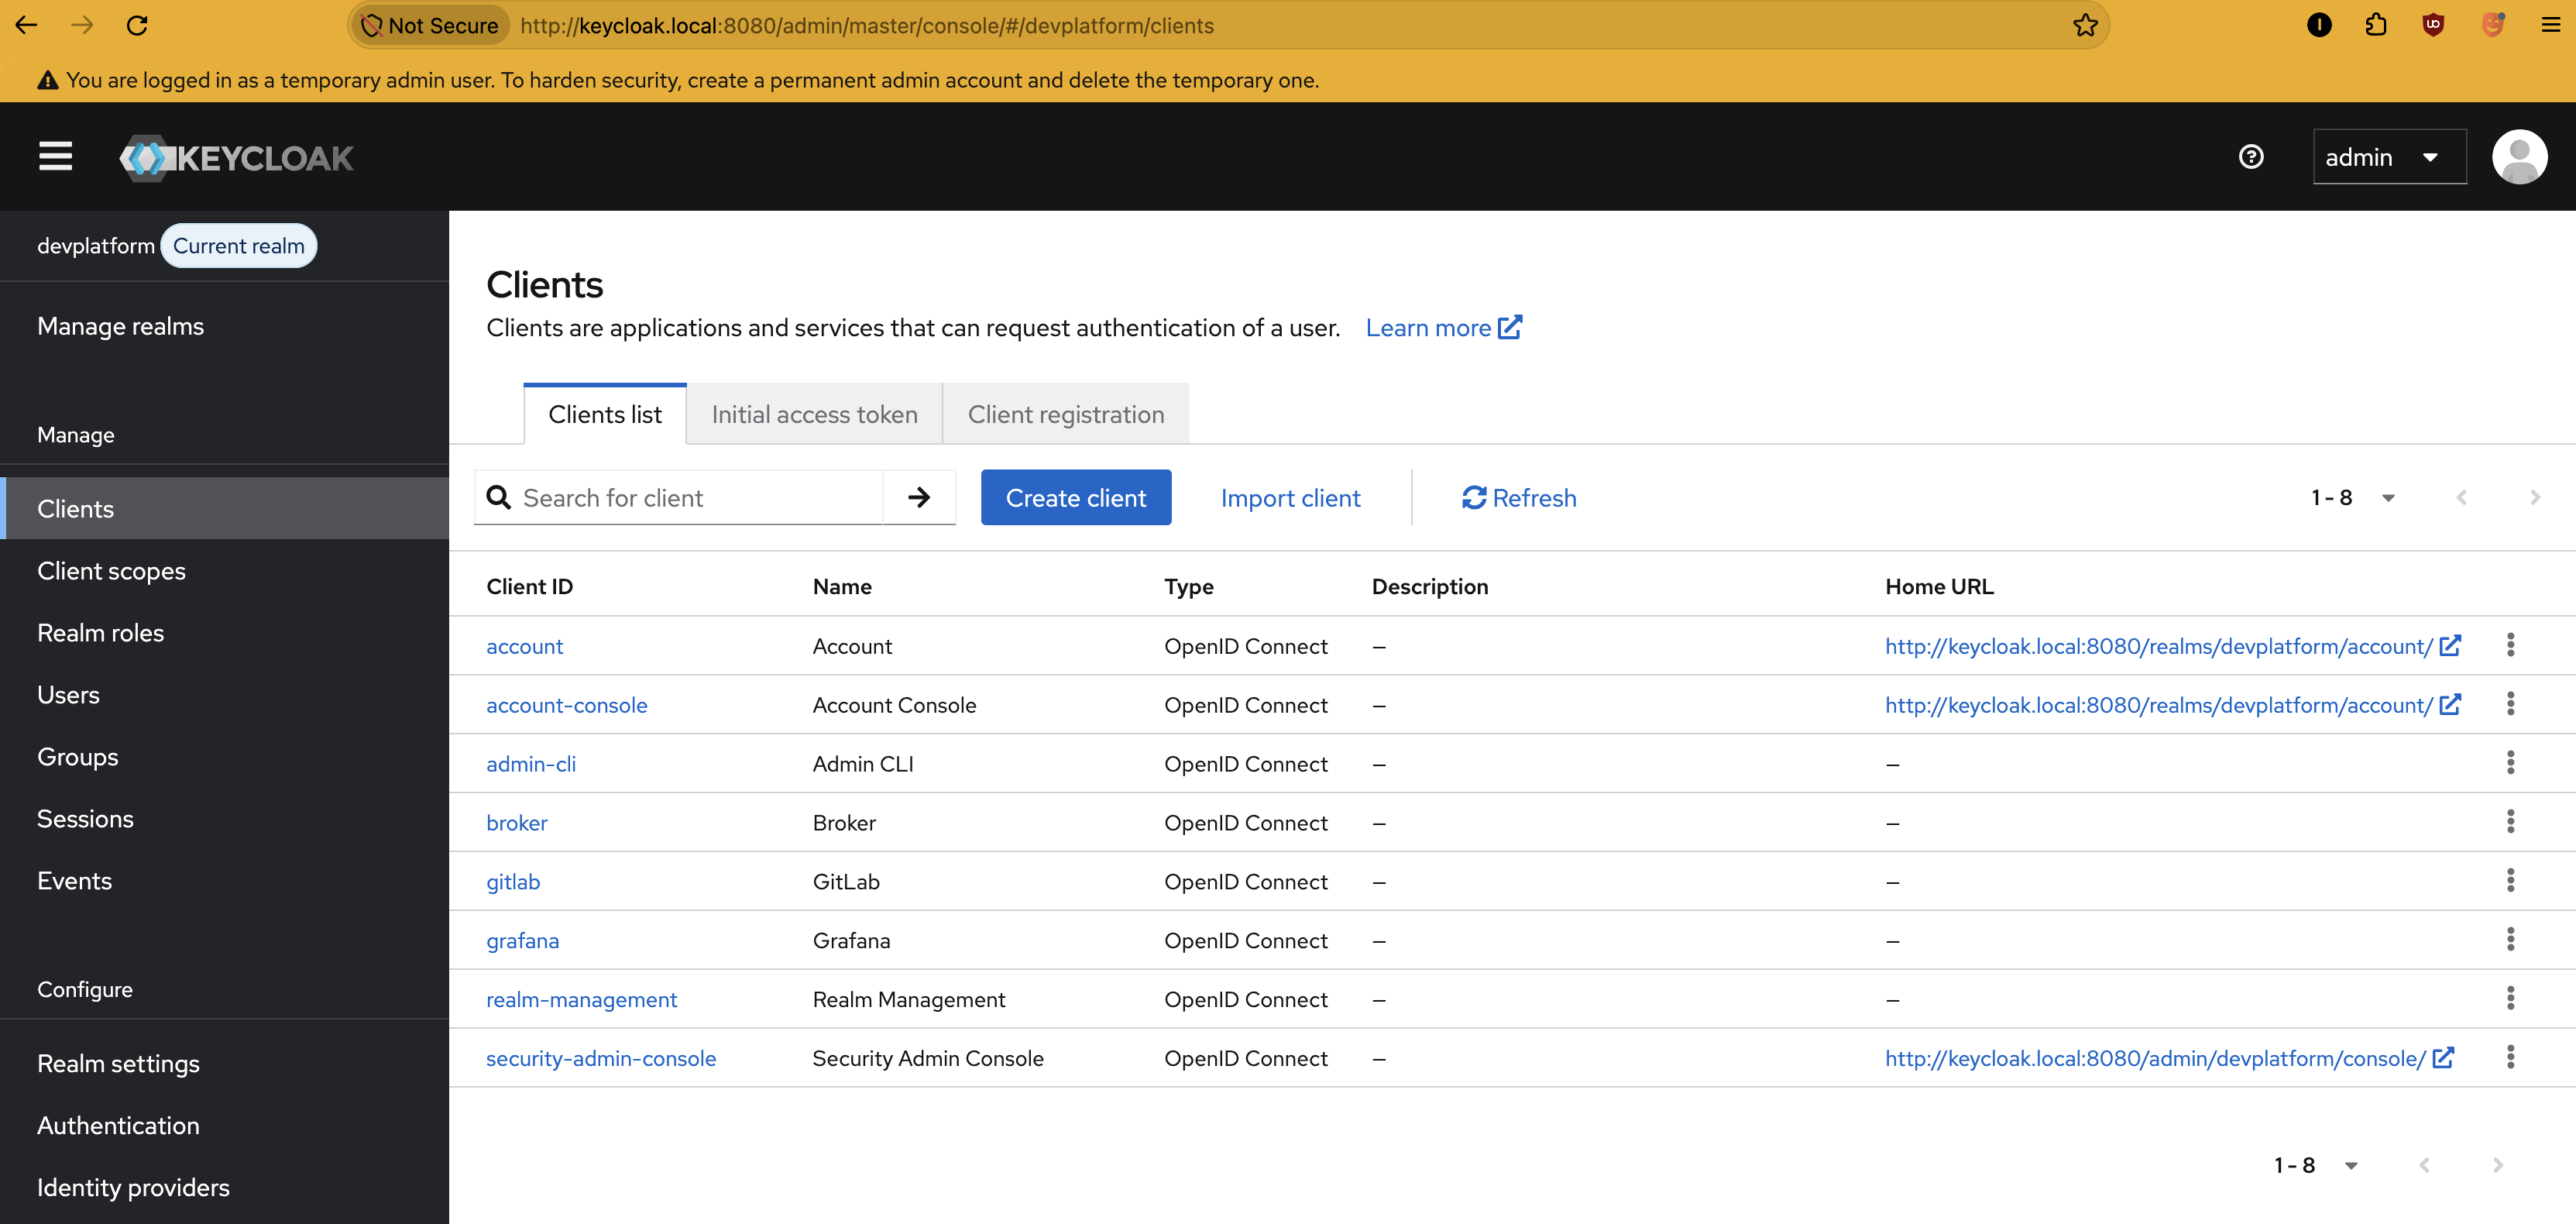 Not Secure http://keycloak.local:8080/admin/master/console/#/devplatform/clients
You are logged in as a temporary admin user. To harden security, create a permanent admin account and delete the temporary one.
KEYCLOAK
admin
devplatform Current realm
Manage realms
Manage
Clients
Client scopes
Realm roles
Users
Groups
Sessions
Events
Configure
Realm settings
Authentication
Identity providers
Clients
Clients are applications and services that can request authentication of a user. Learn more
Clients list Initial access token Client registration
Search for client Create client Import client Refresh 1 - 8
Client ID Name Type Description Home URL
account Account OpenID Connect – http://keycloak.local:8080/realms/devplatform/account/
account-console Account Console OpenID Connect – http://keycloak.local:8080/realms/devplatform/account/
admin-cli Admin CLI OpenID Connect – –
broker Broker OpenID Connect – –
gitlab GitLab OpenID Connect – –
grafana Grafana OpenID Connect – –
realm-management Realm Management OpenID Connect – –
security-admin-console Security Admin Console OpenID Connect – http://keycloak.local:8080/admin/devplatform/console/
1 - 8